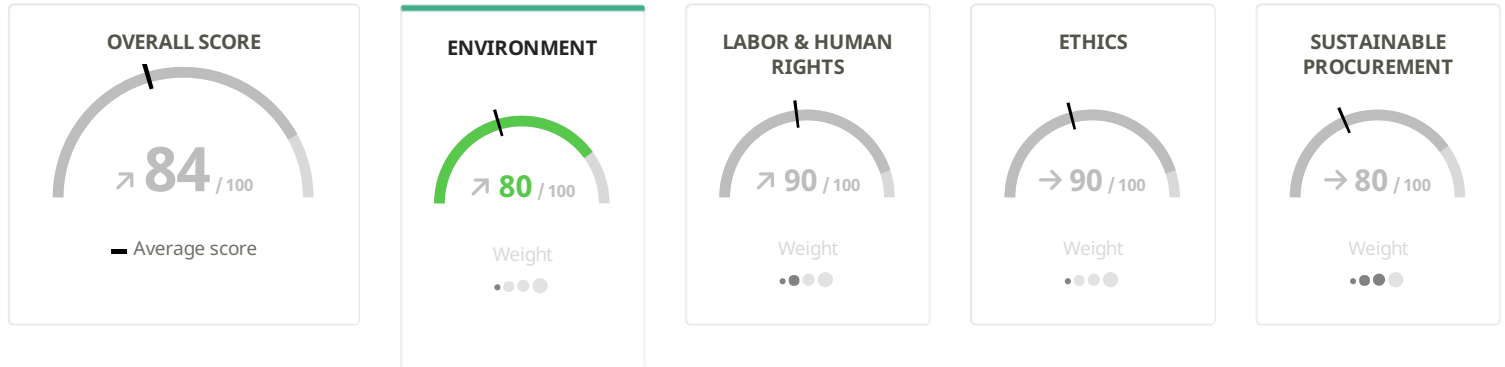 OVERALL SCORE
84 / 100
Average score
ENVIRONMENT
80 / 100
Weight
LABOR & HUMAN
RIGHTS
90 / 100
Weight
ETHICS
90 / 100
Weight
SUSTAINABLE
PROCUREMENT
80 / 100
Weight